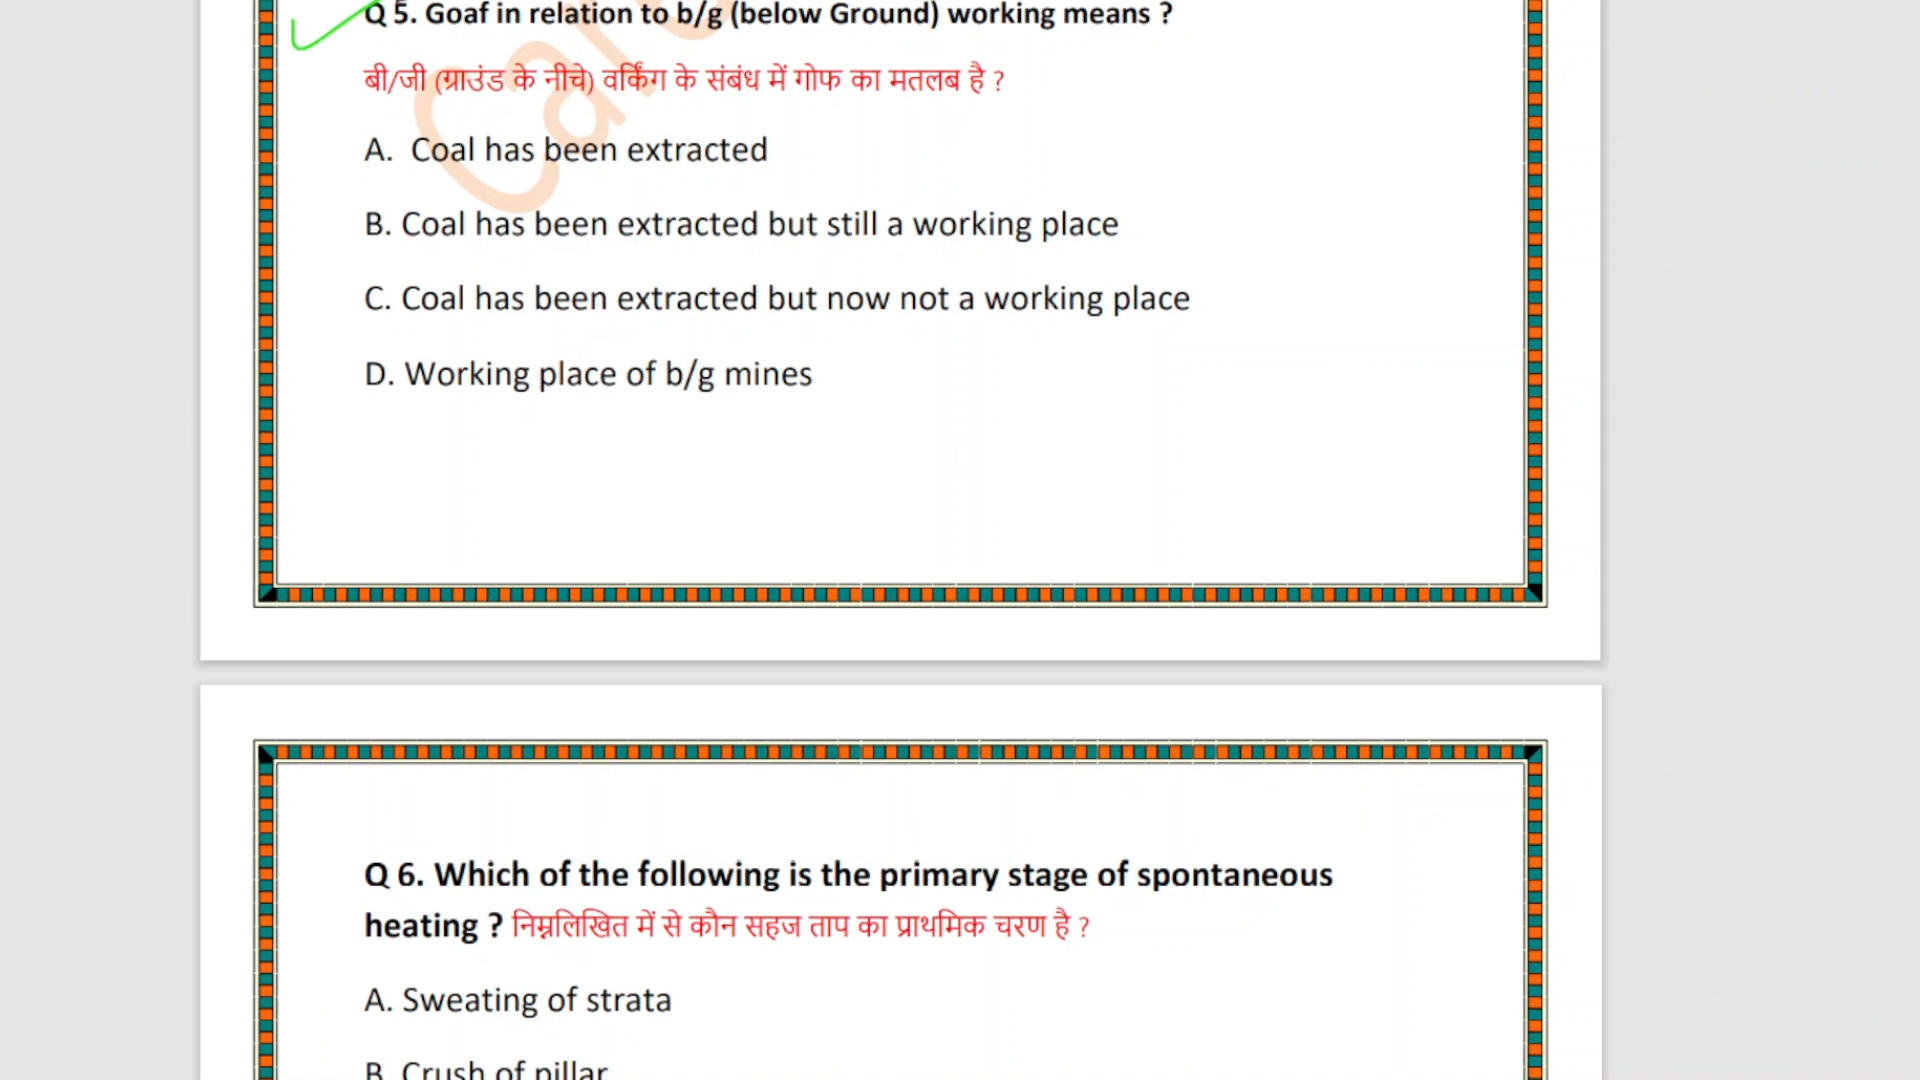 Q 5. Goaf in relation to b/g (below Ground) working means ?
बी/जी (ग्राउंड के नीचे) वर्किंग के संबंध में गोफ का मतलब है ?
A. Coal has been extracted
B. Coal has been extracted but still a working place
C. Coal has been extracted but now not a working place
D. Working place of b/g mines
Q 6. Which of the following is the primary stage of spontaneous
heating ? निम्नलिखित में से कौन सहज ताप का प्राथमिक चरण है ?
A. Sweating of strata
B. Crush of pillar